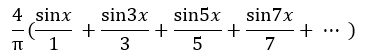 4/π(sinx/1 + sin3x/3 + sin5x/5 + sin7x/7 + ⋯ )